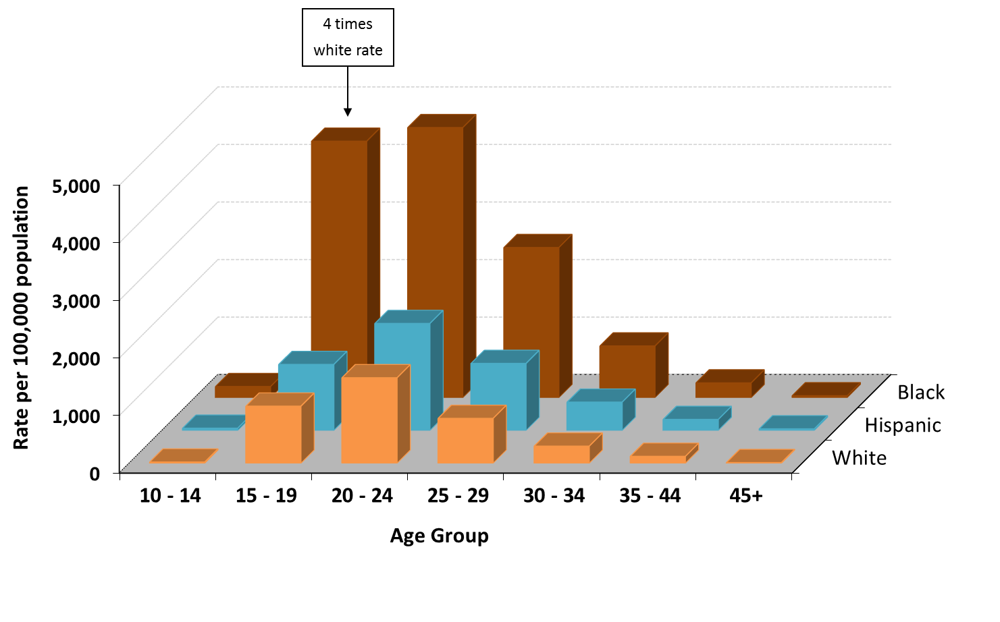 4 times
white rate
Rate per 100,000 population
5,000
4,000
3,000
2,000
1,000
0
Black
Hispanic
White
10 - 14
15 - 19
20 - 24
25 - 29
30 - 34
35 - 44
45+
Age Group